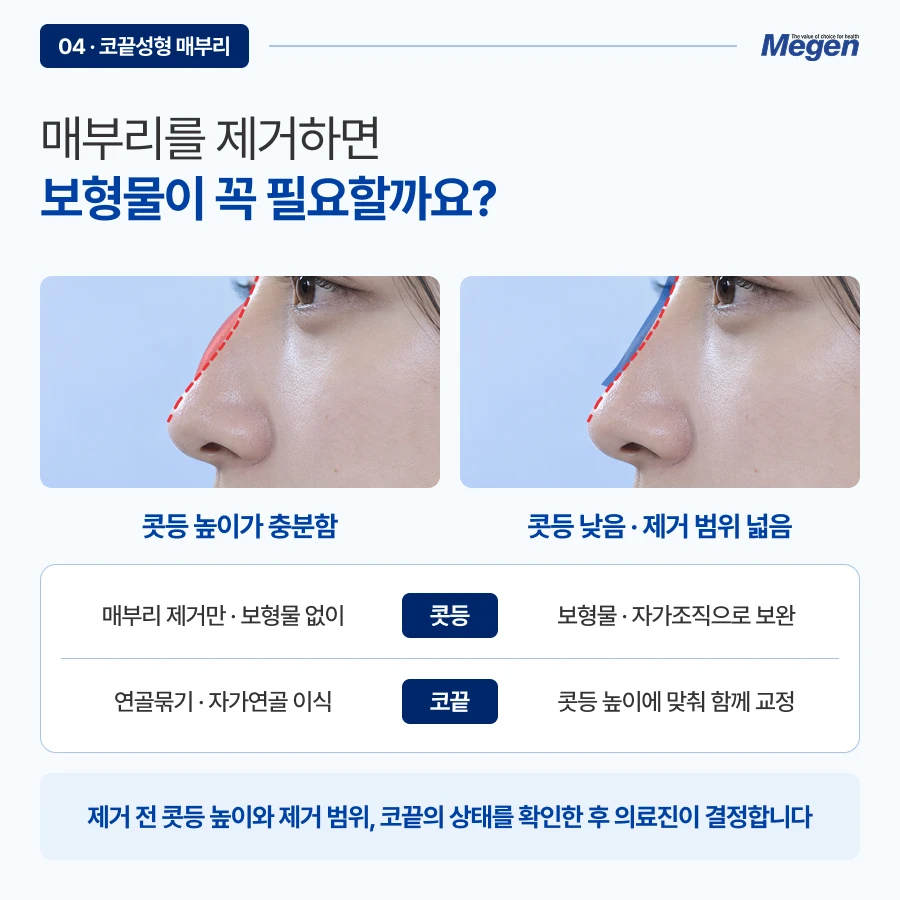 04 · 코끝성형 매부리
The value of choice for health
Megen
매부리를 제거하면
보형물이 꼭 필요할까요?
콧등 높이가 충분함
콧등 낮음 · 제거 범위 넓음
매부리 제거만 · 보형물 없이
콧등
보형물 · 자가조직으로 보완
연골묶기 · 자가연골 이식
코끝
콧등 높이에 맞춰 함께 교정
제거 전 콧등 높이와 제거 범위, 코끝의 상태를 확인한 후 의료진이 결정합니다